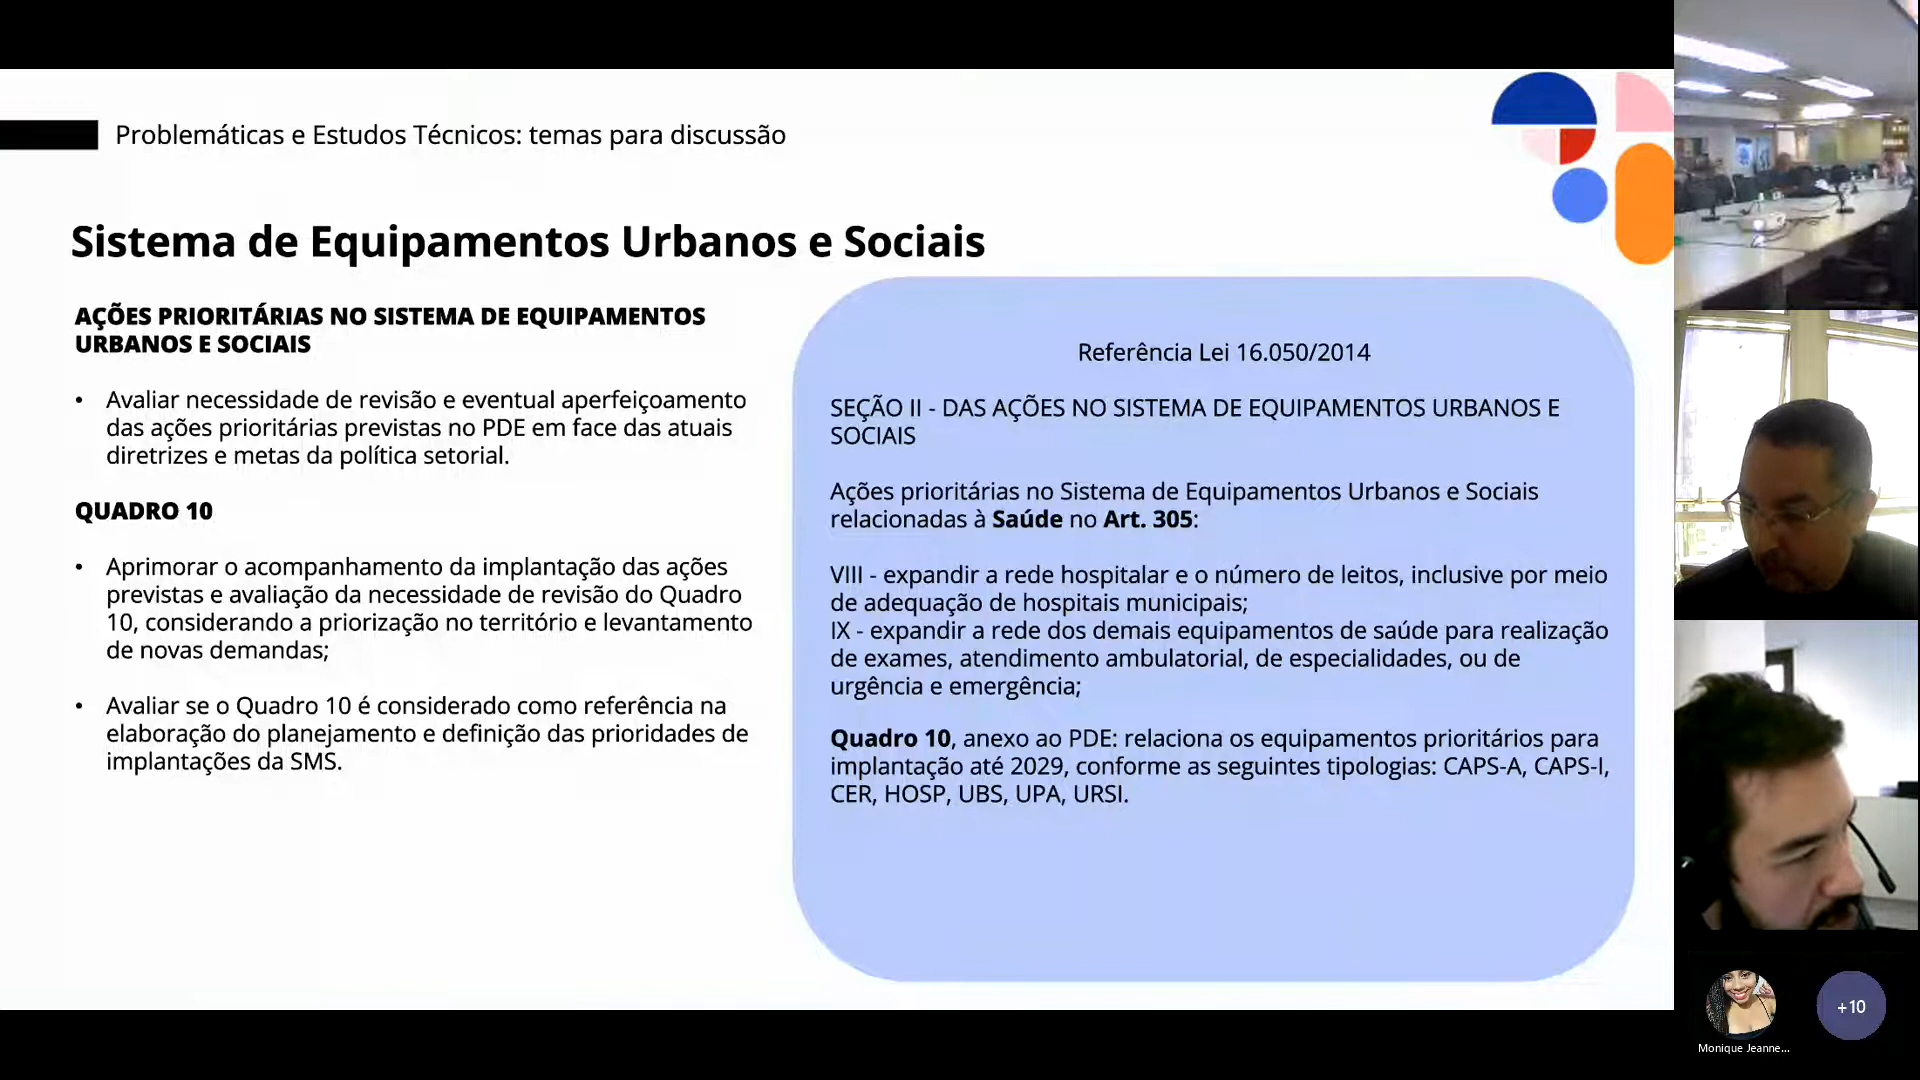 Problemáticas e Estudos Técnicos: temas para discussão
Sistema de Equipamentos Urbanos e Sociais
AÇÕES PRIORITÁRIAS NO SISTEMA DE EQUIPAMENTOS
URBANOS E SOCIAIS
• Avaliar necessidade de revisão e eventual aperfeiçoamento
das ações prioritárias previstas no PDE em face das atuais
diretrizes e metas da política setorial.
QUADRO 10
• Aprimorar o acompanhamento da implantação das ações
previstas e avaliação da necessidade de revisão do Quadro
10, considerando a priorização no território e levantamento
de novas demandas;
• Avaliar se o Quadro 10 é considerado como referência na
elaboração do planejamento e definição das prioridades de
implantações da SMS.
Referência Lei 16.050/2014
SEÇÃO II - DAS AÇÕES NO SISTEMA DE EQUIPAMENTOS URBANOS E
SOCIAIS
Ações prioritárias no Sistema de Equipamentos Urbanos e Sociais
relacionadas à Saúde no Art. 305:
VIII - expandir a rede hospitalar e o número de leitos, inclusive por meio
de adequação de hospitais municipais;
IX - expandir a rede dos demais equipamentos de saúde para realização
de exames, atendimento ambulatorial, de especialidades, ou de
urgência e emergência;
Quadro 10, anexo ao PDE: relaciona os equipamentos prioritários para
implantação até 2029, conforme as seguintes tipologias: CAPS-A, CAPS-I,
CER, HOSP, UBS, UPA, URSI.
Monique Jeanne...
+10